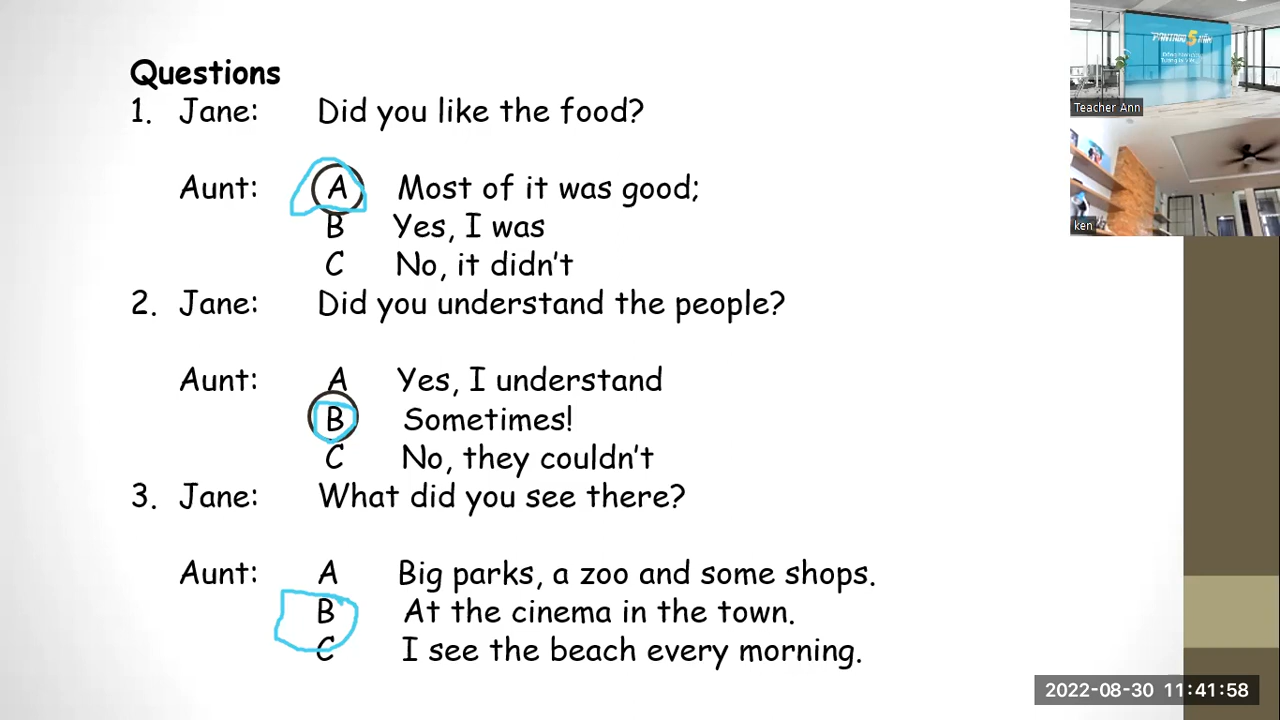 Questions
1. Jane: Did you like the food?
Aunt: A Most of it was good;
B Yes, I was
C No, it didn't
2. Jane: Did you understand the people?
Aunt: A Yes, I understand
B Sometimes!
C No, they couldn't
3. Jane: What did you see there?
Aunt: A Big parks, a zoo and some shops.
B At the cinema in the town.
C I see the beach every morning.
Teacher Ann
ken
2022-08-30 11:41:58